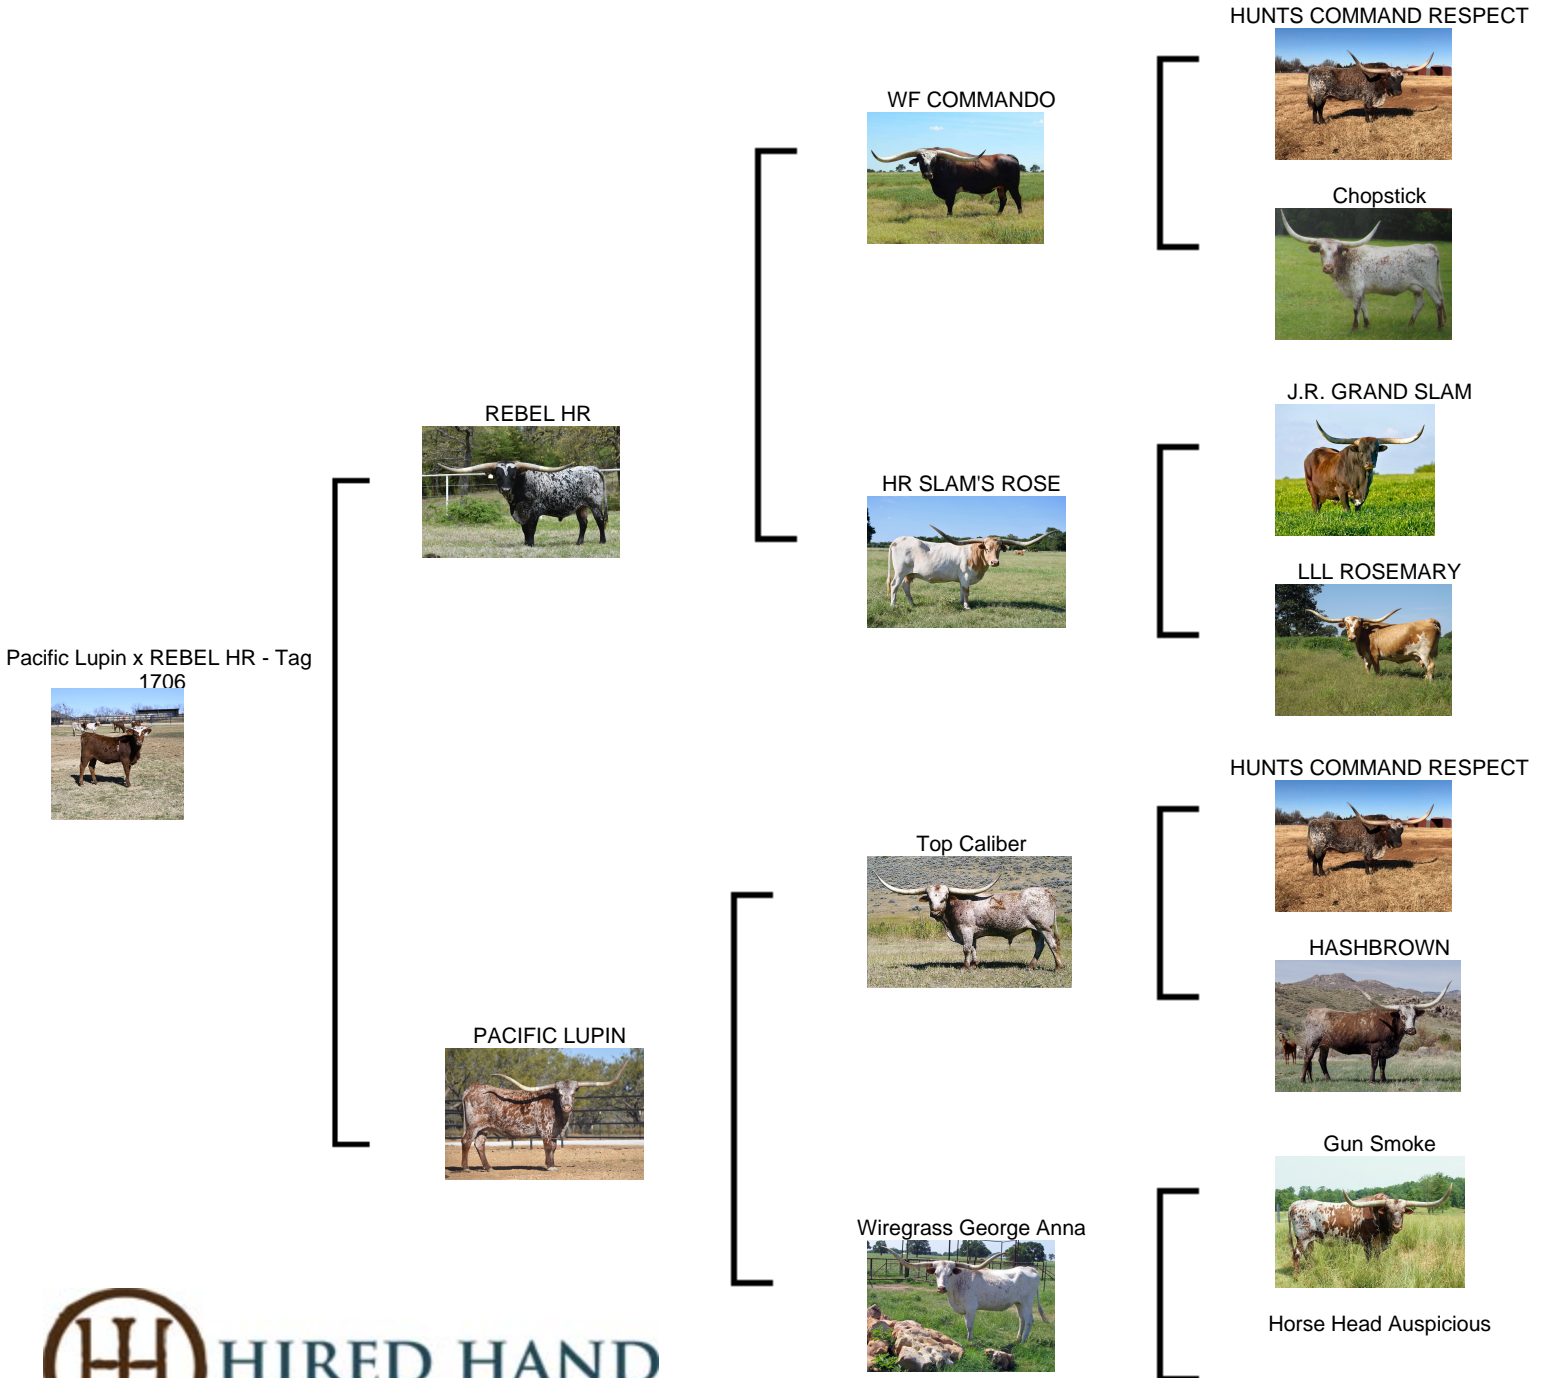 HUNTS COMMAND RESPECT
WF COMMANDO
Chopstick
J.R. GRAND SLAM
REBEL HR
HR SLAM'S ROSE
LLL ROSEMARY
Pacific Lupin x REBEL HR - Tag
1706
HUNTS COMMAND RESPECT
Top Caliber
HASHBROWN
PACIFIC LUPIN
Gun Smoke
Wiregrass George Anna
Horse Head Auspicious
HIRED HAND